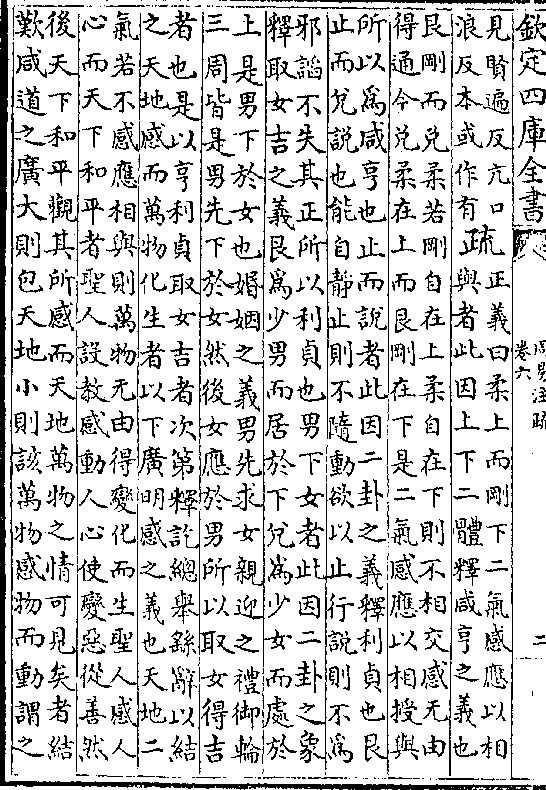 欽定四庫全書
周易注疏
卷六
二
見賢遍反亢口
浪反本或作有
疏
正義曰柔上而剛下二氣感應以相
與者此因上下二體釋咸亨之義也
艮剛而兌柔若剛自在上柔自在下則不相交感无由
得通今兌柔在上而艮剛在下是二氣感應以相授與
所以爲咸亨也止而說者此因二卦之義釋利貞也艮
止而兌說也能自靜止則不隨動欲以止行說則不爲
邪諂不失其正所以利貞也男下女者此因二卦之象
釋取女吉之義艮爲少男而居於下兌爲少女而處於
上是男下於女也婚姻之義男先求女親迎之禮御輪
三周皆是男先下於女然後女應於男所以取女得吉
者也是以亨利貞取女吉者次第釋訖總舉繇辭以結
之天地感而萬物化生者以下廣明感之義也天地二
氣若不感應相與則萬物无由得變化而生聖人感人
心而天下和平者聖人設教感動人心使變惡從善然
後天下和平觀其所感而天地萬物之情可見矣者結
歎咸道之廣大則包天地小則該萬物感物而動謂之